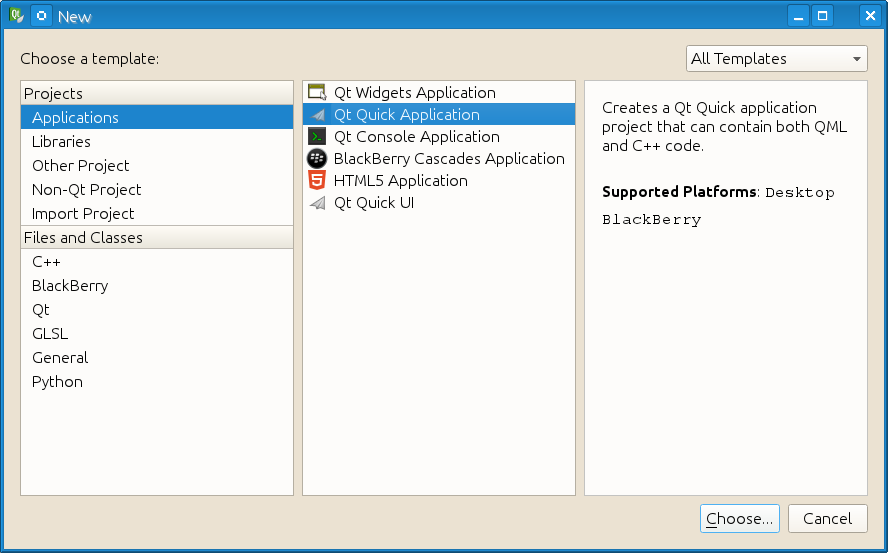 New
Choose a template:
All Templates
Projects
Applications
Libraries
Other Project
Non-Qt Project
Import Project
Files and Classes
C++
BlackBerry
Qt
GLSL
General
Python
Qt Widgets Application
Qt Quick Application
Qt Console Application
BlackBerry Cascades Application
HTML5 Application
Qt Quick UI
Creates a Qt Quick application
project that can contain both QML
and C++ code.
Supported Platforms: Desktop
BlackBerry
Choose...
Cancel